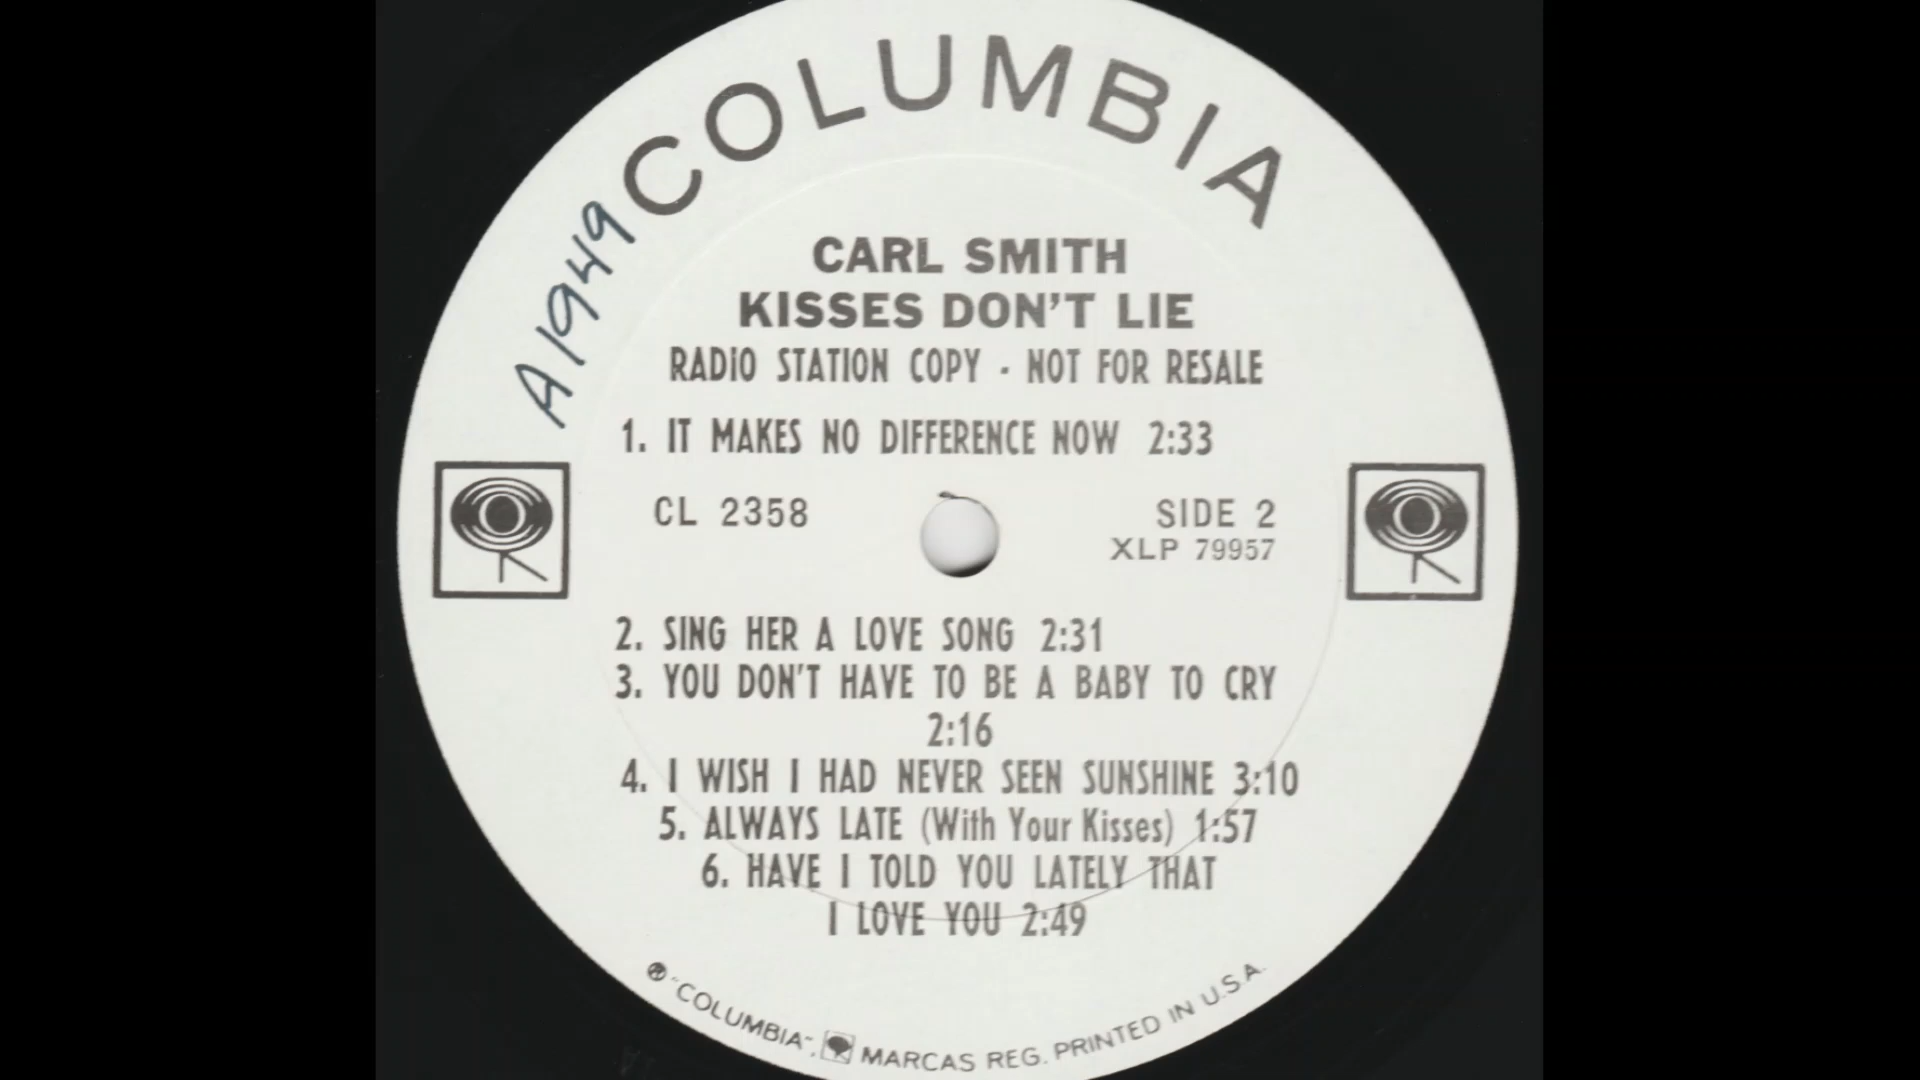 COLUMBIA
A1949
CARL SMITH
KISSES DON'T LIE
RADIO STATION COPY - NOT FOR RESALE
1. IT MAKES NO DIFFERENCE NOW 2:33
CL 2358
SIDE 2
XLP 79957
2. SING HER A LOVE SONG 2:31
3. YOU DON'T HAVE TO BE A BABY TO CRY
2:16
4. I WISH I HAD NEVER SEEN SUNSHINE 3:10
5. ALWAYS LATE (With Your Kisses) 1:57
6. HAVE I TOLD YOU LATELY THAT
I LOVE YOU 2:49
® "COLUMBIA", MARCAS REG. PRINTED IN U.S.A.